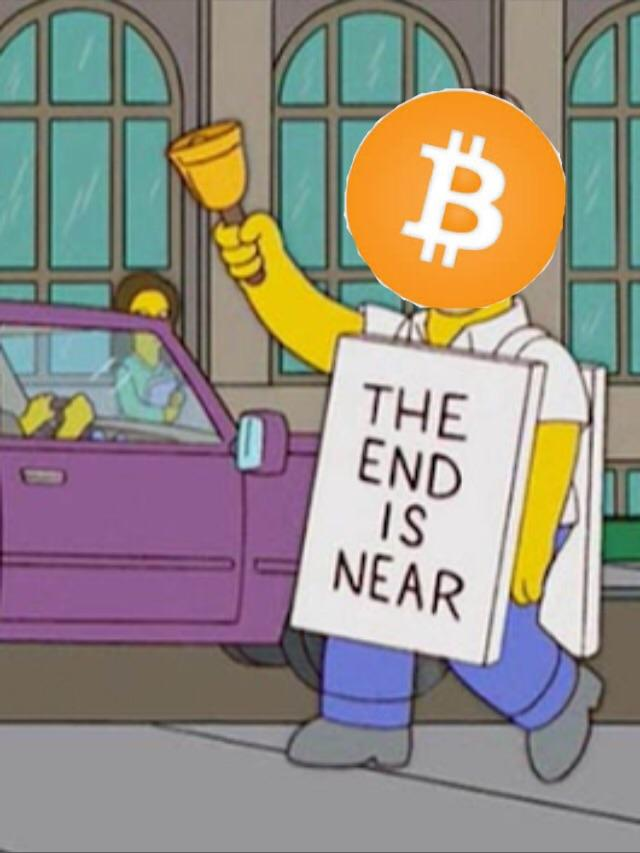 THE
END
IS
NEAR